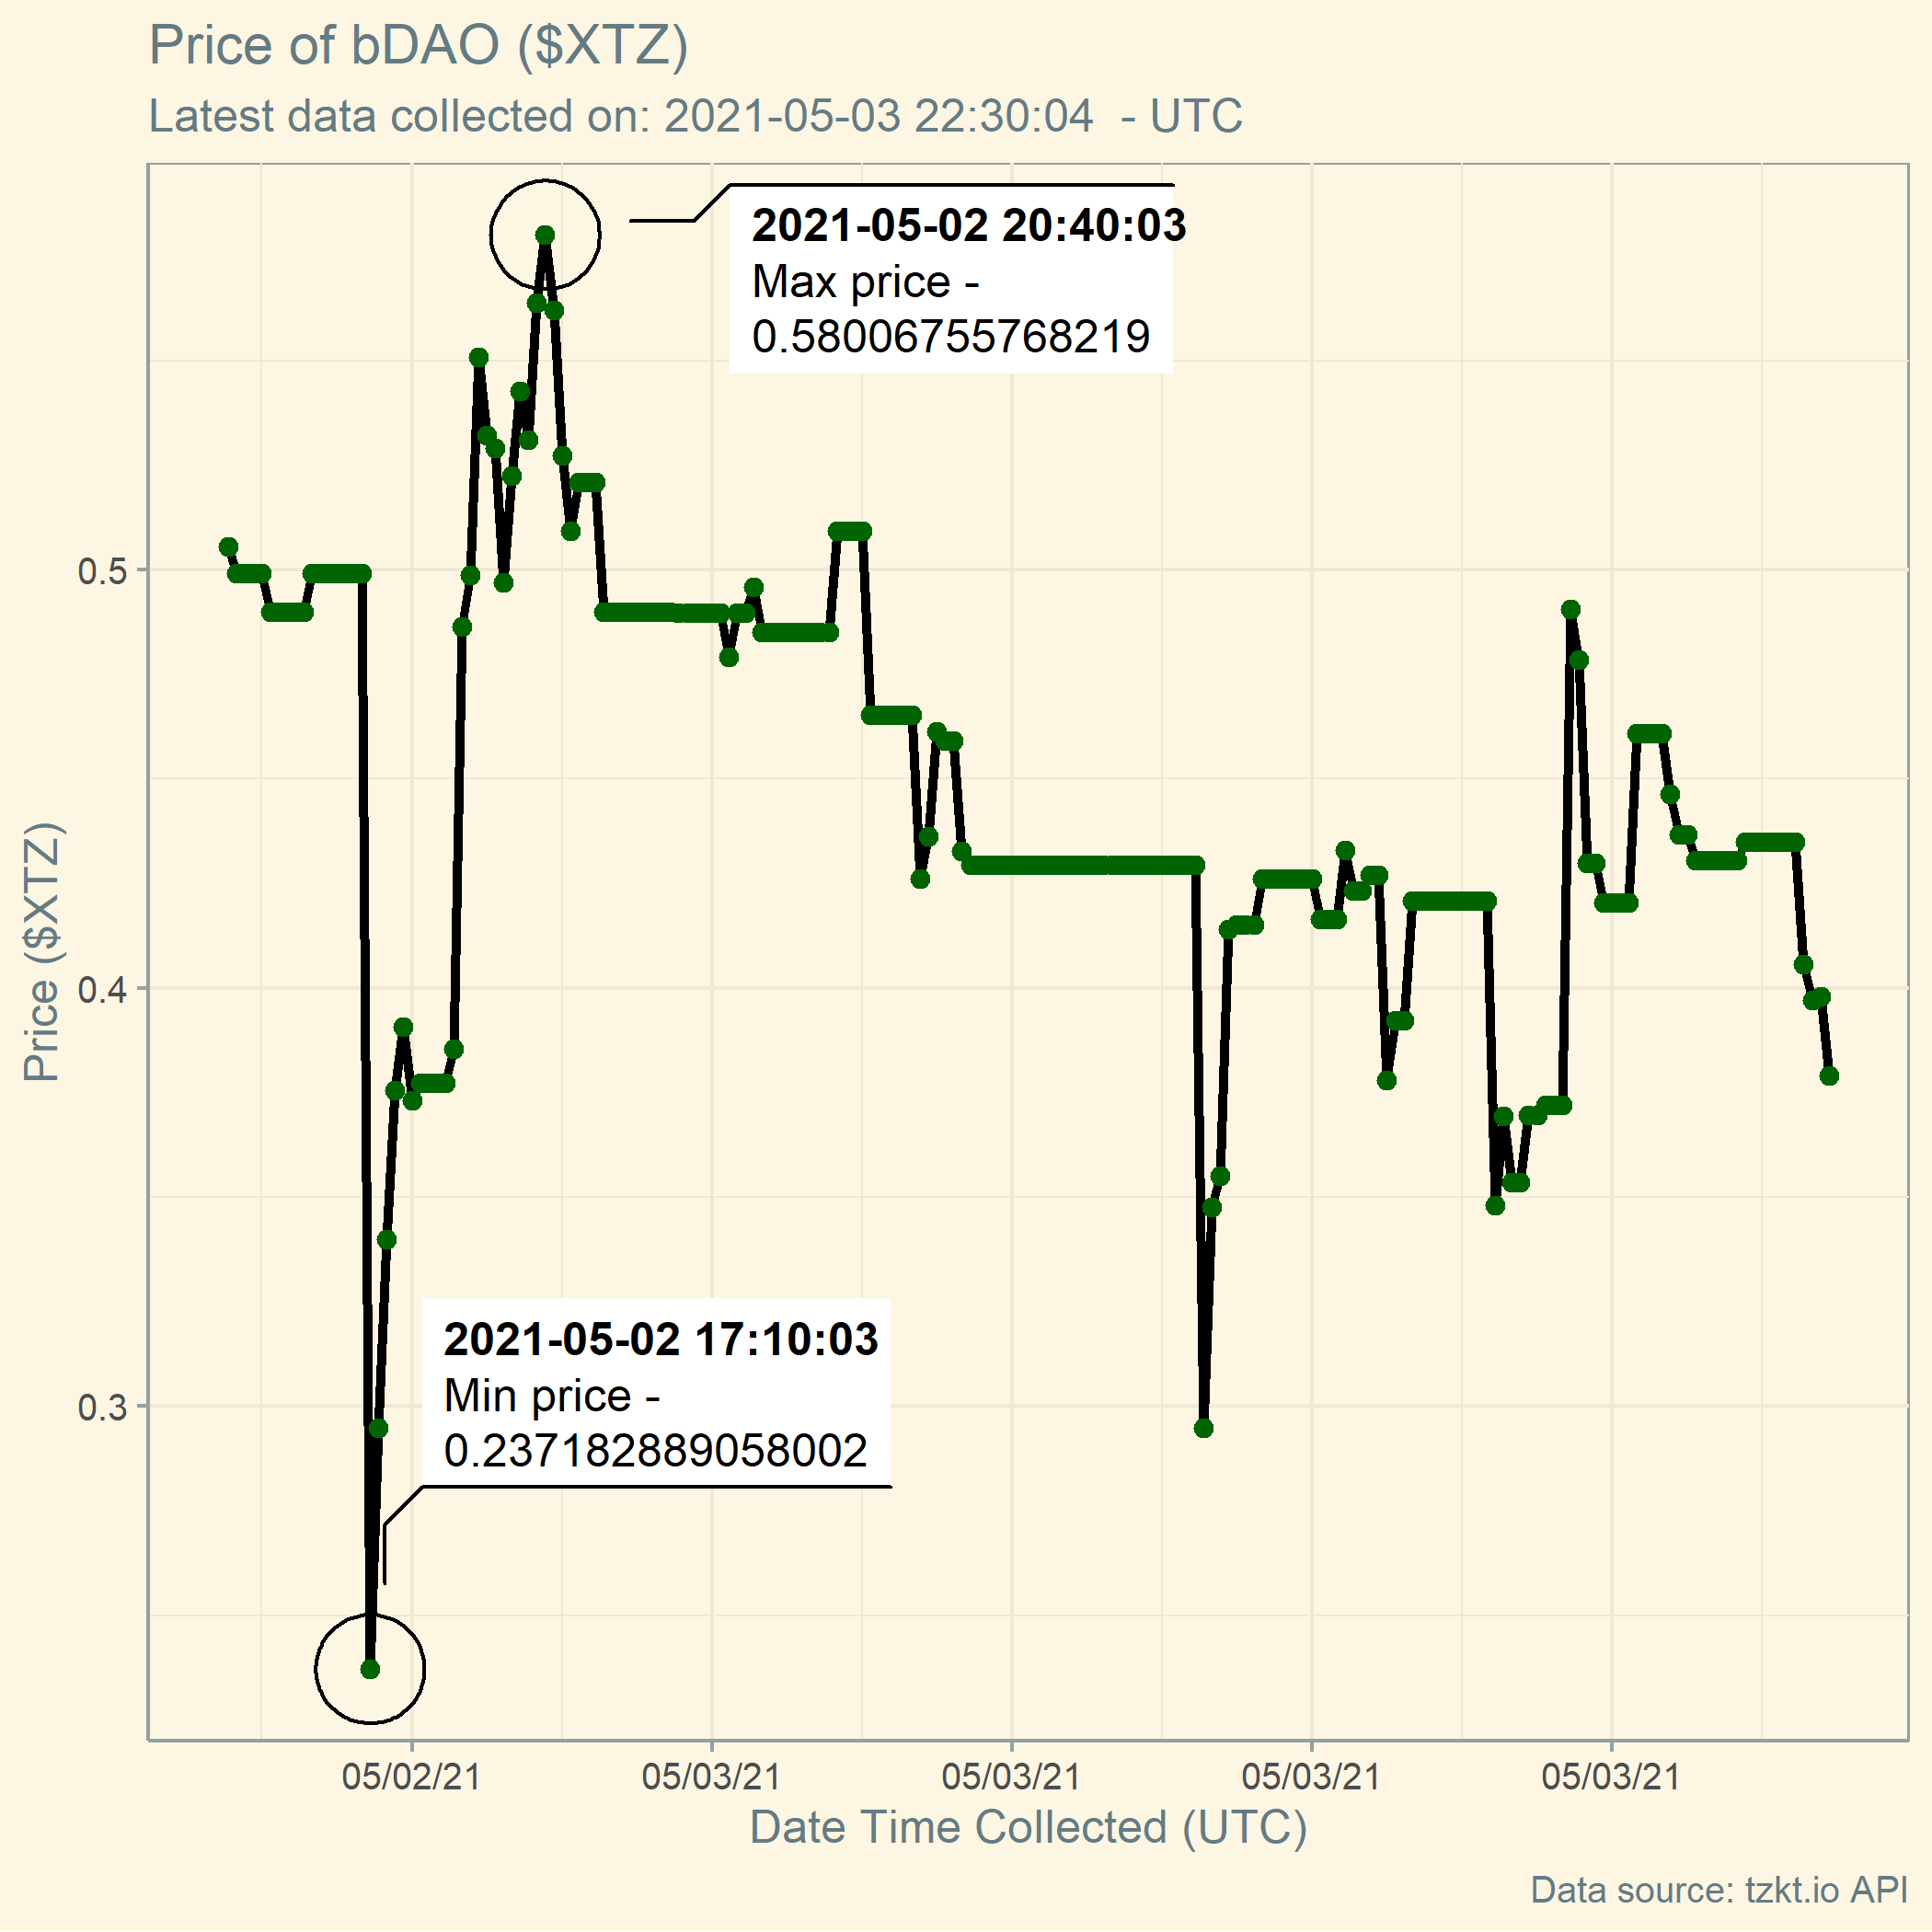 Price of bDAO ($XTZ)
Latest data collected on: 2021-05-03 22:30:04  - UTC
2021-05-02 20:40:03
Max price -
0.58006755768219
2021-05-02 17:10:03
Min price -
0.2371828889058002
Price ($XTZ)
0.5
0.4
0.3
05/02/21
05/03/21
05/03/21
05/03/21
05/03/21
Date Time Collected (UTC)
Data source: tzkt.io API